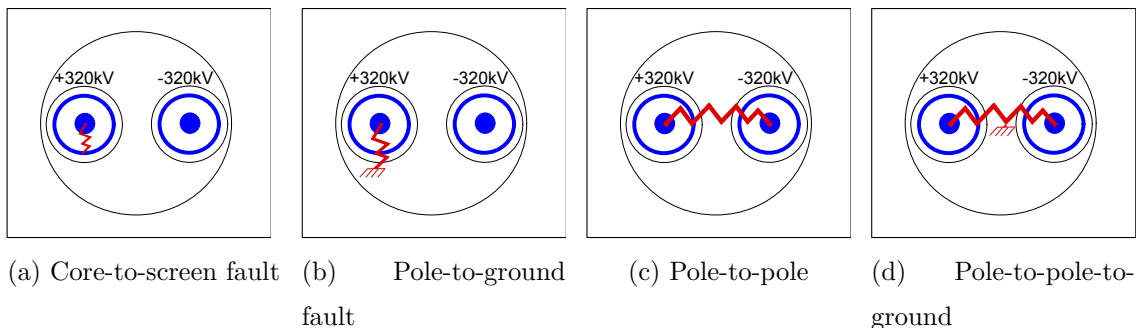 +320kV -320kV
+320kV -320kV
+320kV -320kV
+320kV -320kV
(a) Core-to-screen fault
(b) Pole-to-ground
fault
(c) Pole-to-pole
(d) Pole-to-pole-to-
ground